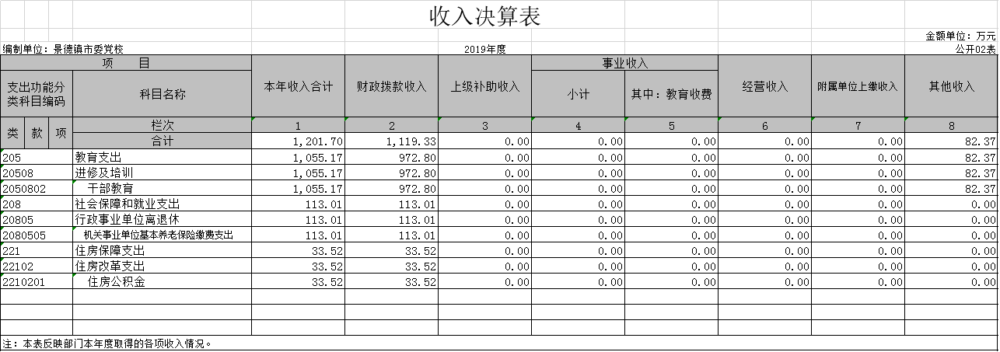 收入决算表
金额单位：万元
编制单位：景德镇市委党校 2019年度 公开02表
项 目 本年收入合计 财政拨款收入 上级补助收入 事业收入 经营收入 附属单位上缴收入 其他收入
支出功能分类科目编码 科目名称 小计 其中：教育收费
类 款 项 栏次 1 2 3 4 5 6 7 8
合计 1,201.70 1,119.33 0.00 0.00 0.00 0.00 0.00 82.37
205 教育支出 1,055.17 972.80 0.00 0.00 0.00 0.00 0.00 82.37
20508 进修及培训 1,055.17 972.80 0.00 0.00 0.00 0.00 0.00 82.37
2050802 干部教育 1,055.17 972.80 0.00 0.00 0.00 0.00 0.00 82.37
208 社会保障和就业支出 113.01 113.01 0.00 0.00 0.00 0.00 0.00 0.00
20805 行政事业单位离退休 113.01 113.01 0.00 0.00 0.00 0.00 0.00 0.00
2080505 机关事业单位基本养老保险缴费支出 113.01 113.01 0.00 0.00 0.00 0.00 0.00 0.00
221 住房保障支出 33.52 33.52 0.00 0.00 0.00 0.00 0.00 0.00
22102 住房改革支出 33.52 33.52 0.00 0.00 0.00 0.00 0.00 0.00
2210201 住房公积金 33.52 33.52 0.00 0.00 0.00 0.00 0.00 0.00
注：本表反映部门本年度取得的各项收入情况。